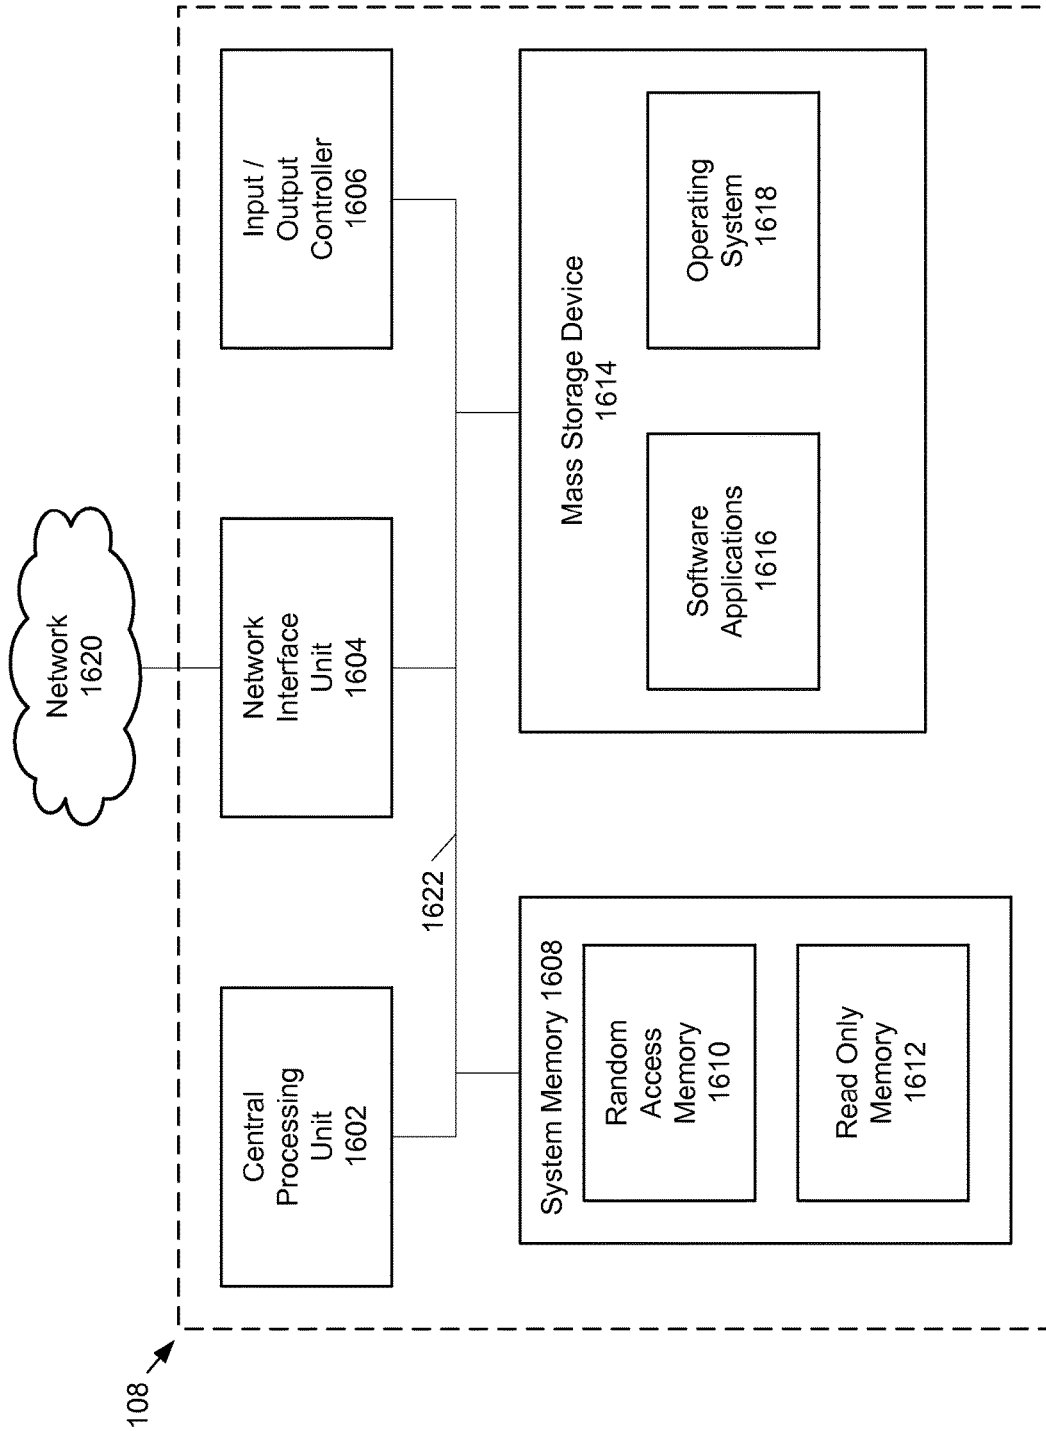 108
Network
1620
Central
Processing
Unit
1602
Network
Interface
Unit
1604
Input /
Output
Controller
1606
1622
System Memory 1608
Random
Access
Memory
1610
Read Only
Memory
1612
Mass Storage Device
1614
Software
Applications
1616
Operating
System
1618